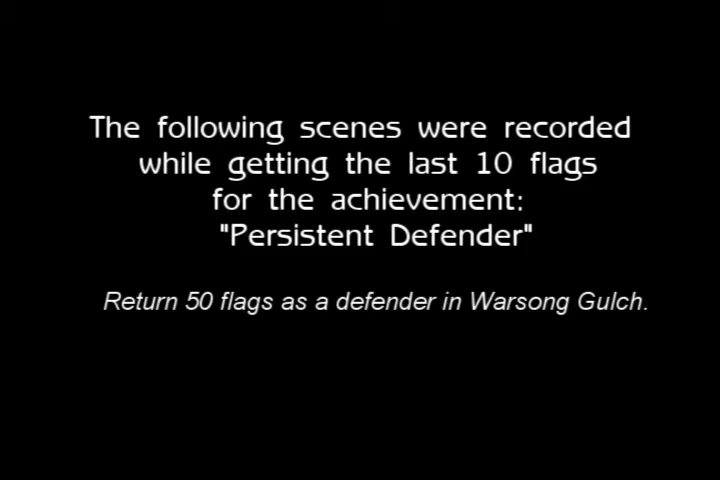 The following scenes were recorded
while getting the last 10 flags
for the achievement:
"Persistent Defender"
Return 50 flags as a defender in Warsong Gulch.